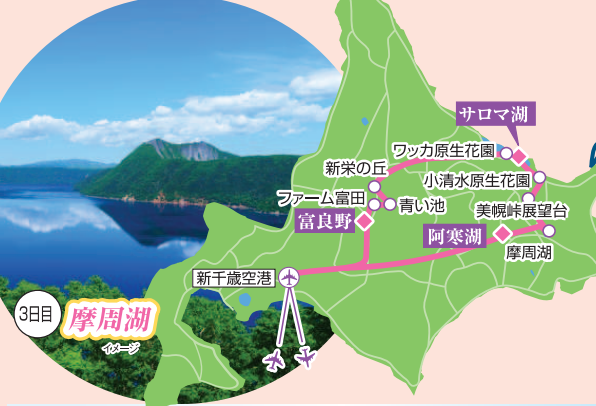 サロマ湖
ワッカ原生花園
新栄の丘
小清水原生花園
ファーム富田
青い池
美幌峠展望台
富良野
阿寒湖
摩周湖
新千歳空港
3日目
摩周湖
イメージ